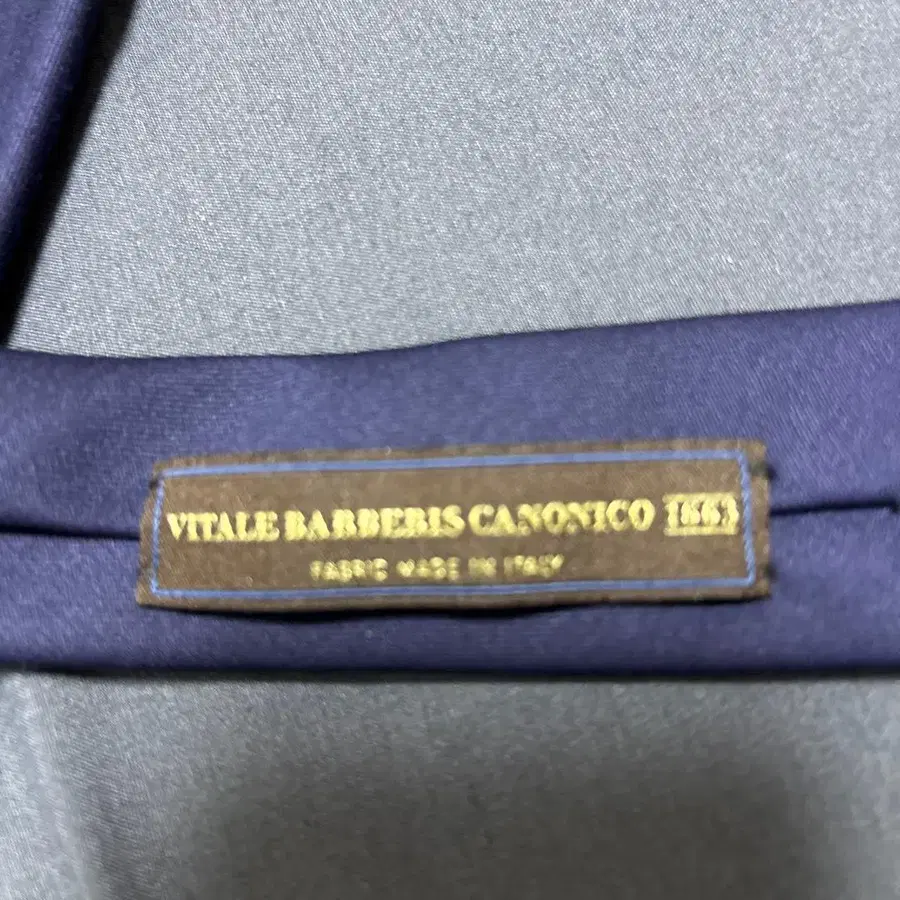 VITALE BARBERIS CANONICO 1663
FABRIC MADE IN ITALY